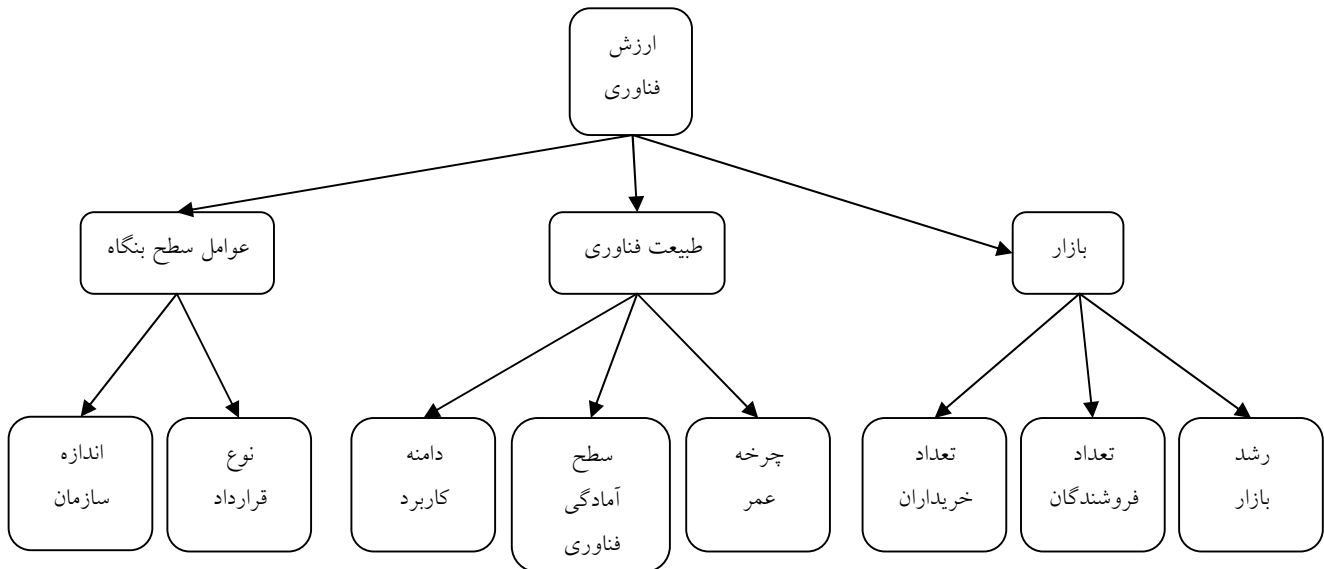 ارزش
فناوری
بازار
طبیعت فناوری
عوامل سطح بنگاه
رشد
بازار
تعداد
فروشندگان
تعداد
خریداران
چرخه
عمر
سطح
آمادگی
فناوری
دامنه
کاربرد
نوع
قرارداد
اندازه
سازمان